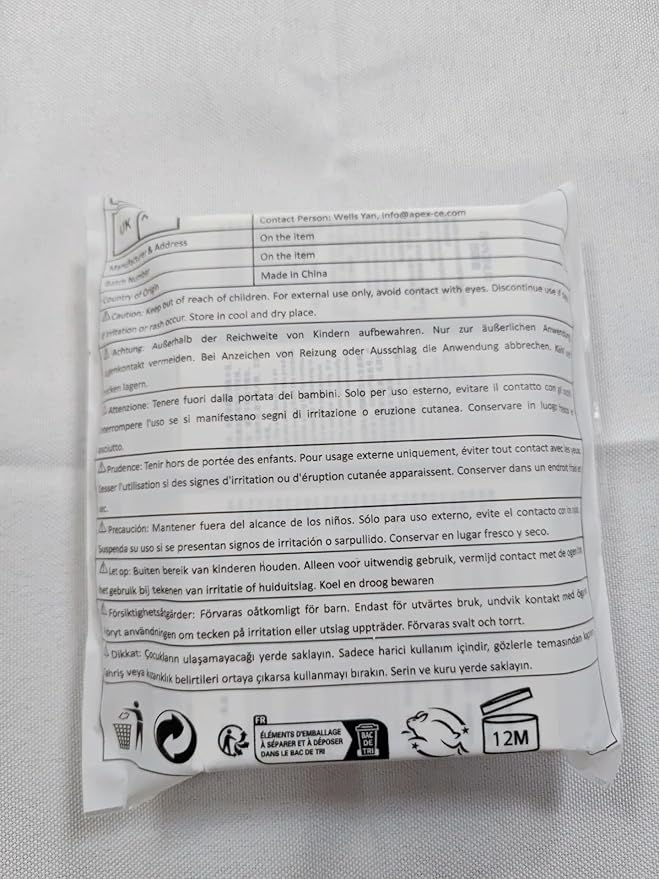 UK
Contact Person: Wells Yan, info@apex-ce.com
Manufacturer & Address On the item
Batch Number On the item
Country of Origin Made in China
⚠Caution: Keep out of reach of children. For external use only, avoid contact with eyes. Discontinue use if
if irritation or rash occur. Store in cool and dry place.
⚠ Achtung: Außerhalb der Reichweite von Kindern aufbewahren. Nur zur äußerlichen
vermeiden. Bei Anzeichen von Reizung oder Ausschlag die Anwendung abbrechen.
lagern.
⚠Attenzione: Tenere fuori dalla portata dei bambini. Solo per uso esterno, evitare il contatto con
l'uso se si manifestano segni di irritazione o eruzione cutanea. Conservare in luogo
⚠Prudence: Tenir hors de portée des enfants. Pour usage externe uniquement, éviter tout contact avec les yeux.
l'utilisation si des signes d'irritation ou d'éruption cutanée apparaissent. Conserver dans un endroit
⚠Precaución: Mantener fuera del alcance de los niños. Sólo para uso externo, evite el contacto
Suspenda su uso si se presentan signos de irritación o sarpullido. Conservar en lugar fresco y seco.
⚠Let op: Buiten bereik van kinderen houden. Alleen voor uitwendig gebruik, vermijd contact met de
het gebruik bij tekenen van irritatie of huiduitslag. Koel en droog bewaren
⚠Försiktighetsåtgärder: Förvaras oåtkomligt för barn. Endast för utvärtes bruk, undvik kontakt med
användningen om tecken på irritation eller utslag uppträder. Förvaras svalt och torrt.
⚠Dikkat: Çocukların ulaşamayacağı yerde saklayın. Sadece harici kullanım içindir, gözlerle temasından
veya kızarıklık belirtileri ortaya çıkarsa kullanmayı bırakın. Serin ve kuru yerde saklayın.
FR
ÉLÉMENTS D'EMBALLAGE
À SÉPARER ET À DÉPOSER
DANS LE BAC DE TRI
BAC
DE
TRI
12M